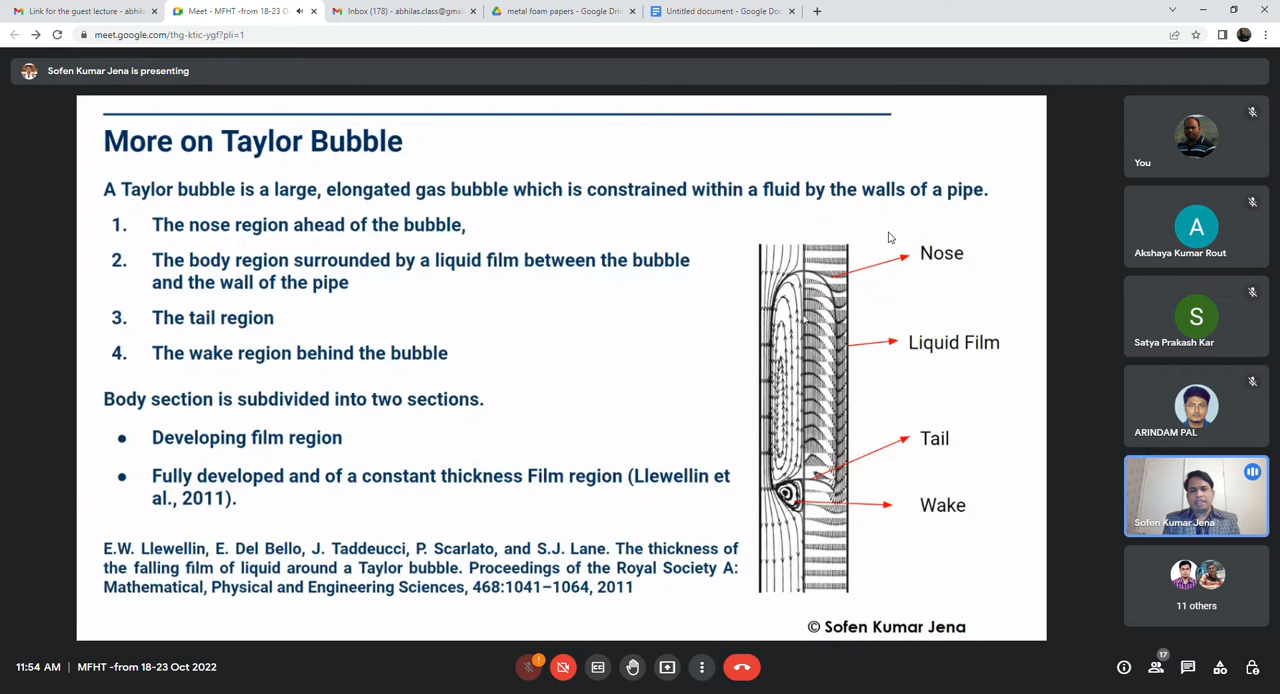 Link for the guest lecture - abhilas
Meet - MFHT -from 18-23 Oc
Inbox (178) - abhilas.class@gmai
metal foam papers - Google Driv
Untitled document - Google Doc
meet.google.com/thg-ktic-ygf?pli=1
Sofen Kumar Jena is presenting
More on Taylor Bubble
A Taylor bubble is a large, elongated gas bubble which is constrained within a fluid by the walls of a pipe.
1. The nose region ahead of the bubble,
2. The body region surrounded by a liquid film between the bubble
and the wall of the pipe
3. The tail region
4. The wake region behind the bubble
Body section is subdivided into two sections.
● Developing film region
● Fully developed and of a constant thickness Film region (Llewellin et
al., 2011).
E.W. Llewellin, E. Del Bello, J. Taddeucci, P. Scarlato, and S.J. Lane. The thickness of
the falling film of liquid around a Taylor bubble. Proceedings of the Royal Society A:
Mathematical, Physical and Engineering Sciences, 468:1041–1064, 2011
Nose
Liquid Film
Tail
Wake
© Sofen Kumar Jena
You
A
Akshaya Kumar Rout
S
Satya Prakash Kar
ARINDAM PAL
Sofen Kumar Jena
11 others
11:54 AM | MFHT -from 18-23 Oct 2022
17